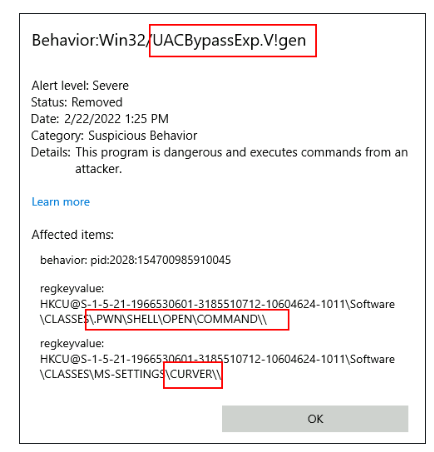 Behavior:Win32/UACBypassExp.V!gen
Alert level: Severe
Status: Removed
Date: 2/22/2022 1:25 PM
Category: Suspicious Behavior
Details: This program is dangerous and executes commands from an
attacker.
Learn more
Affected items:
behavior: pid:2028:154700985910045
regkeyvalue:
HKCU@S-1-5-21-1966530601-3185510712-10604624-1011\Software
\CLASSES\.PWN\SHELL\OPEN\COMMAND\\
regkeyvalue:
HKCU@S-1-5-21-1966530601-3185510712-10604624-1011\Software
\CLASSES\MS-SETTINGS\CURVER\\
OK